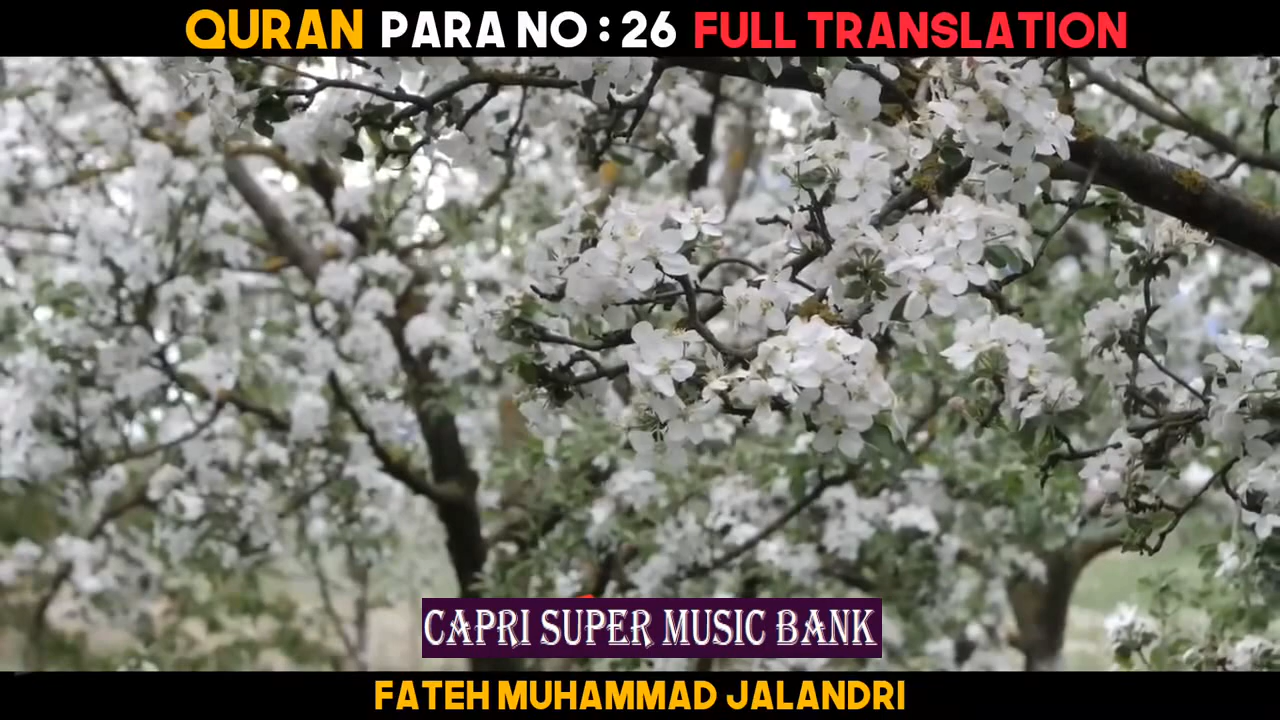 QURAN PARA NO : 26 FULL TRANSLATION
CAPRI SUPER MUSIC BANK
FATEH MUHAMMAD JALANDRI